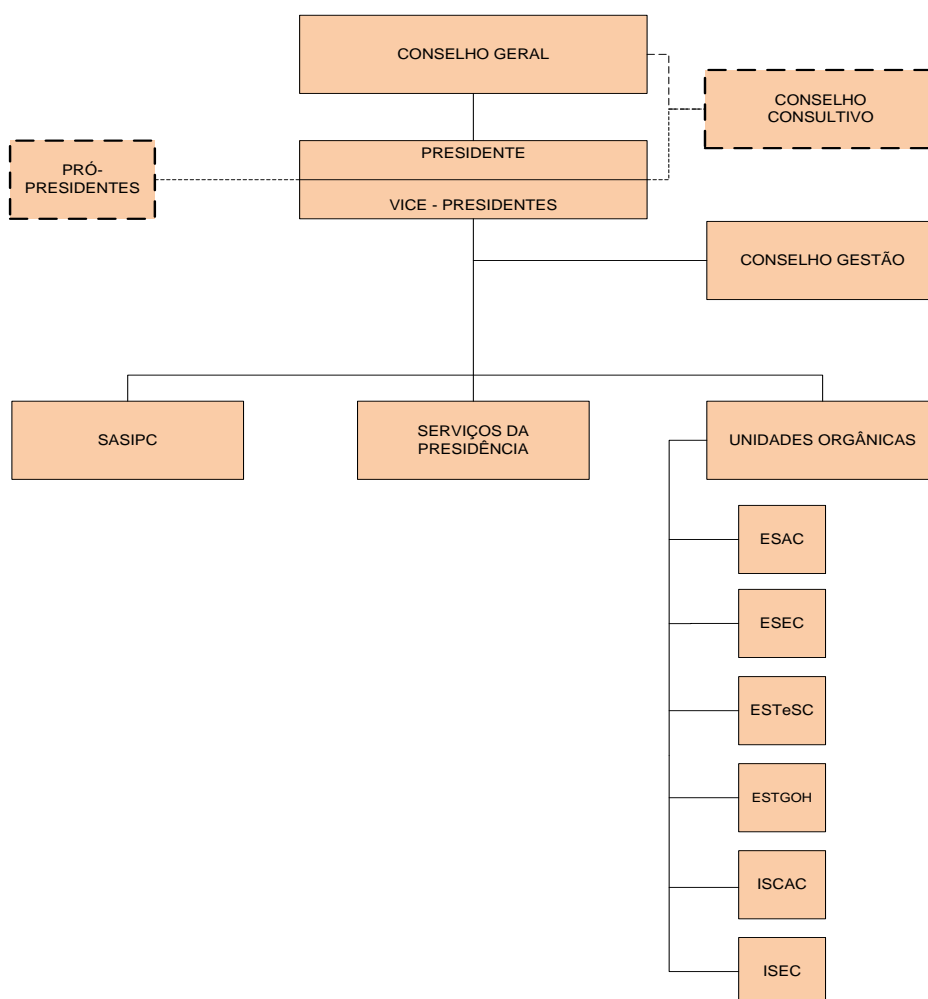 CONSELHO GERAL
CONSELHO
CONSULTIVO
PRÓ-
PRESIDENTES
PRESIDENTE
VICE - PRESIDENTES
CONSELHO GESTÃO
SASIPC
SERVIÇOS DA
PRESIDÊNCIA
UNIDADES ORGÂNICAS
ESAC
ESEC
ESTeSC
ESTGOH
ISCAC
ISEC